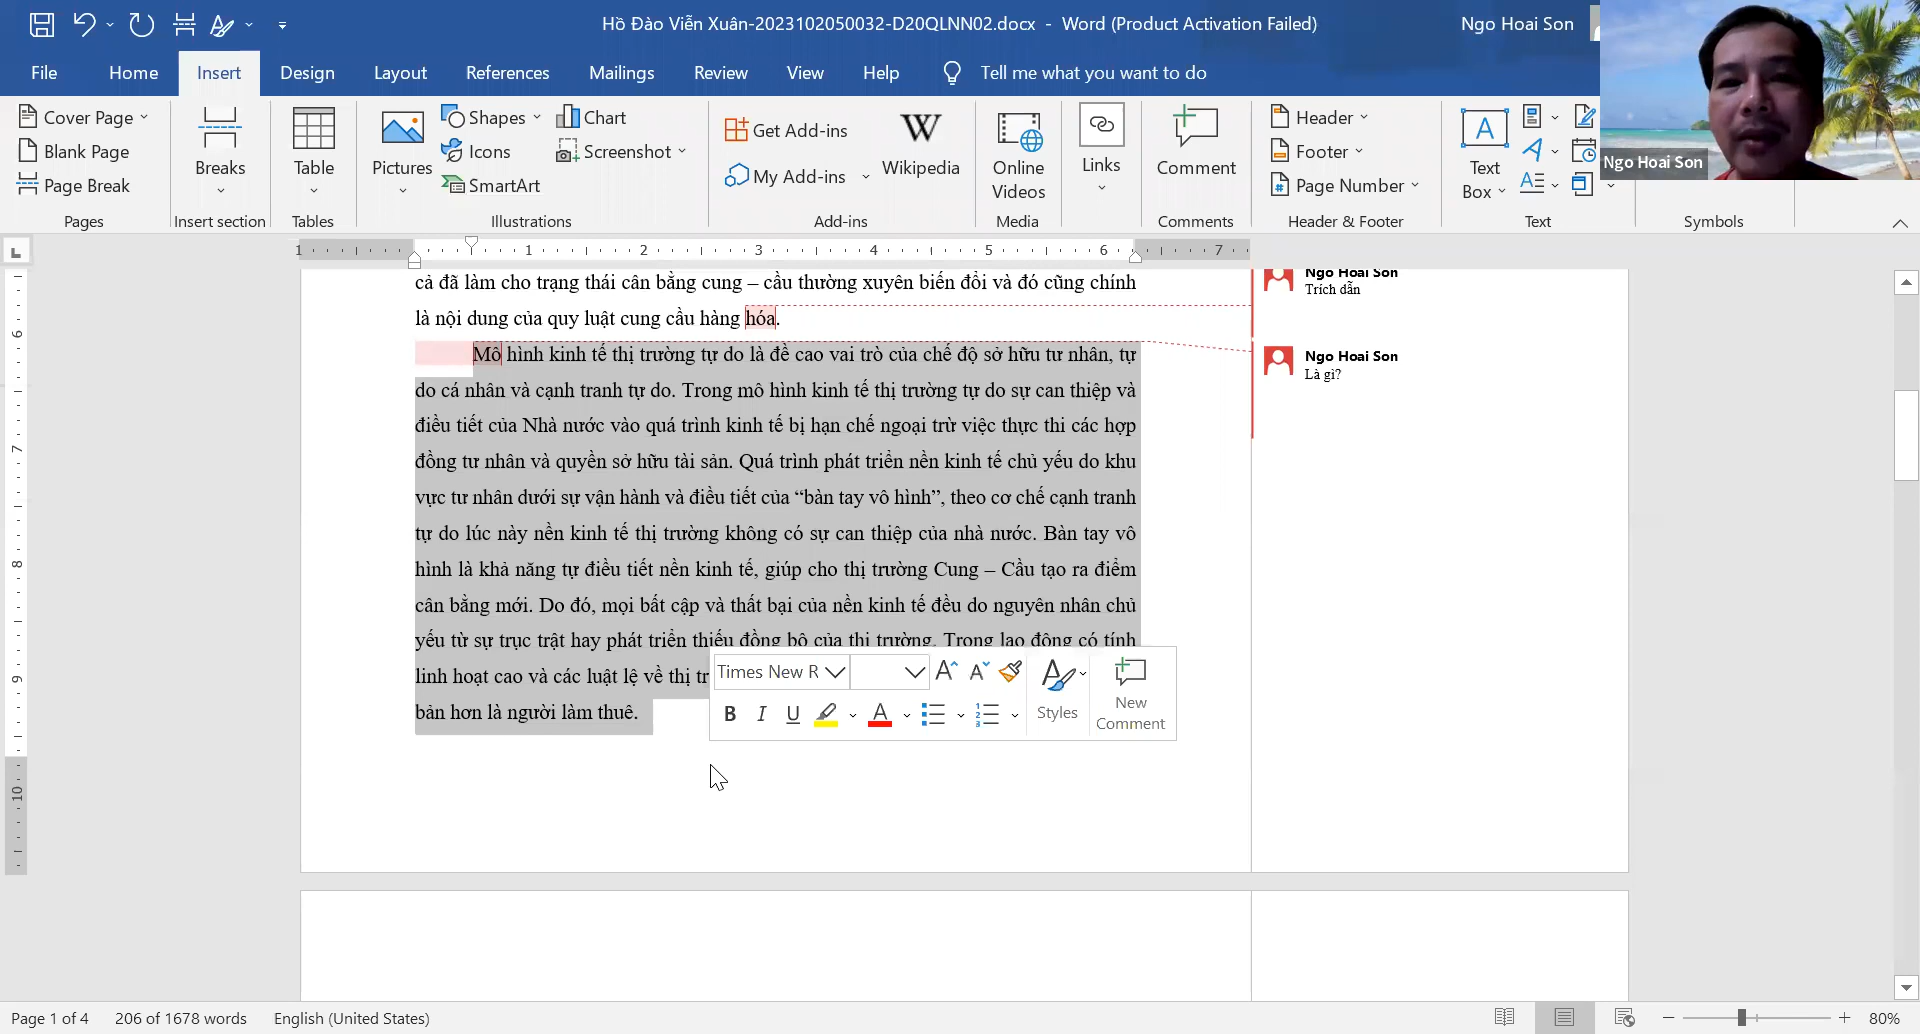 Hồ Đào Viễn Xuân-2023102050032-D20QLNN02.docx - Word (Product Activation Failed)
Ngo Hoai Son
File Home Insert Design Layout References Mailings Review View Help Tell me what you want to do
Cover Page
Blank Page
Page Break
Pages
Breaks
Insert section
Table
Tables
Pictures
Shapes
Icons
SmartArt
Chart
Screenshot
Illustrations
Get Add-ins
My Add-ins
W
Wikipedia
Add-ins
Online
Videos
Media
Links
Comment
Comments
Header
Footer
Page Number
Header & Footer
A
Text
Box
Text
Symbols
Ngo Hoai Son
L
1 1 2 3 4 5 6 7
6
7
8
9
10
cả đã làm cho trạng thái cân bằng cung – cầu thường xuyên biến đổi và đó cũng chính
là nội dung của quy luật cung cầu hàng hóa.
Mô hình kinh tế thị trường tự do là đề cao vai trò của chế độ sở hữu tư nhân, tự
do cá nhân và cạnh tranh tự do. Trong mô hình kinh tế thị trường tự do sự can thiệp và
điều tiết của Nhà nước vào quá trình kinh tế bị hạn chế ngoại trừ việc thực thi các hợp
đồng tư nhân và quyền sở hữu tài sản. Quá trình phát triển nền kinh tế chủ yếu do khu
vực tư nhân dưới sự vận hành và điều tiết của “bàn tay vô hình”, theo cơ chế cạnh tranh
tự do lúc này nền kinh tế thị trường không có sự can thiệp của nhà nước. Bàn tay vô
hình là khả năng tự điều tiết nền kinh tế, giúp cho thị trường Cung – Cầu tạo ra điểm
cân bằng mới. Do đó, mọi bất cập và thất bại của nền kinh tế đều do nguyên nhân chủ
yếu từ sự trục trặt hay phát triển thiếu đồng bộ của thị trường. Trong lao động có tính
linh hoạt cao và các luật lệ về thị tr
bản hơn là người làm thuê.
Ngo Hoai Son
Trích dẫn
Ngo Hoai Son
Là gì?
Times New R
A A
B I U A
Styles
New
Comment
Page 1 of 4 206 of 1678 words English (United States)
80%